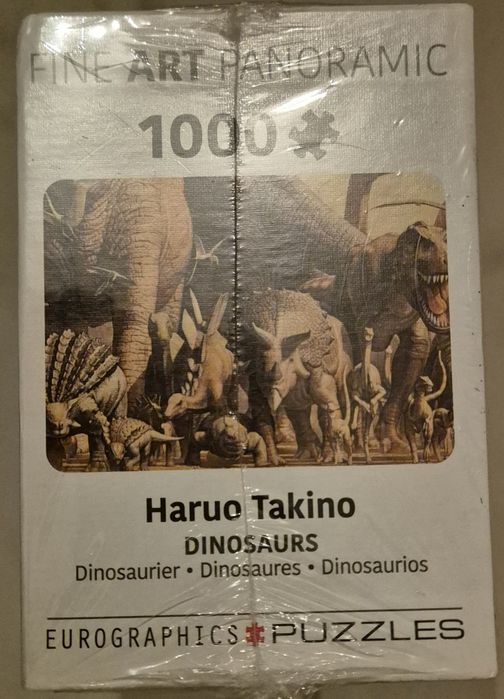 FINE ART PANORAMIC
1000
Haruo Takino
DINOSAURS
Dinosaurier • Dinosaures • Dinosaurios
EUROGRAPHICS PUZZLES